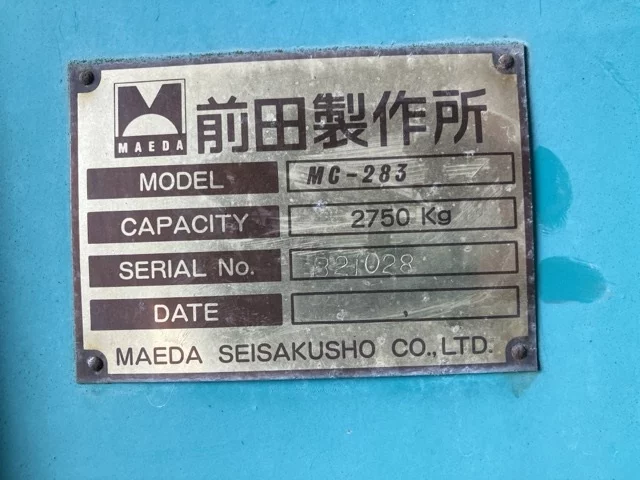 MAEDA
前田製作所
MODEL MC-283
CAPACITY 2750 Kg
SERIAL No. 321028
DATE
MAEDA SEISAKUSHO CO.,LTD.